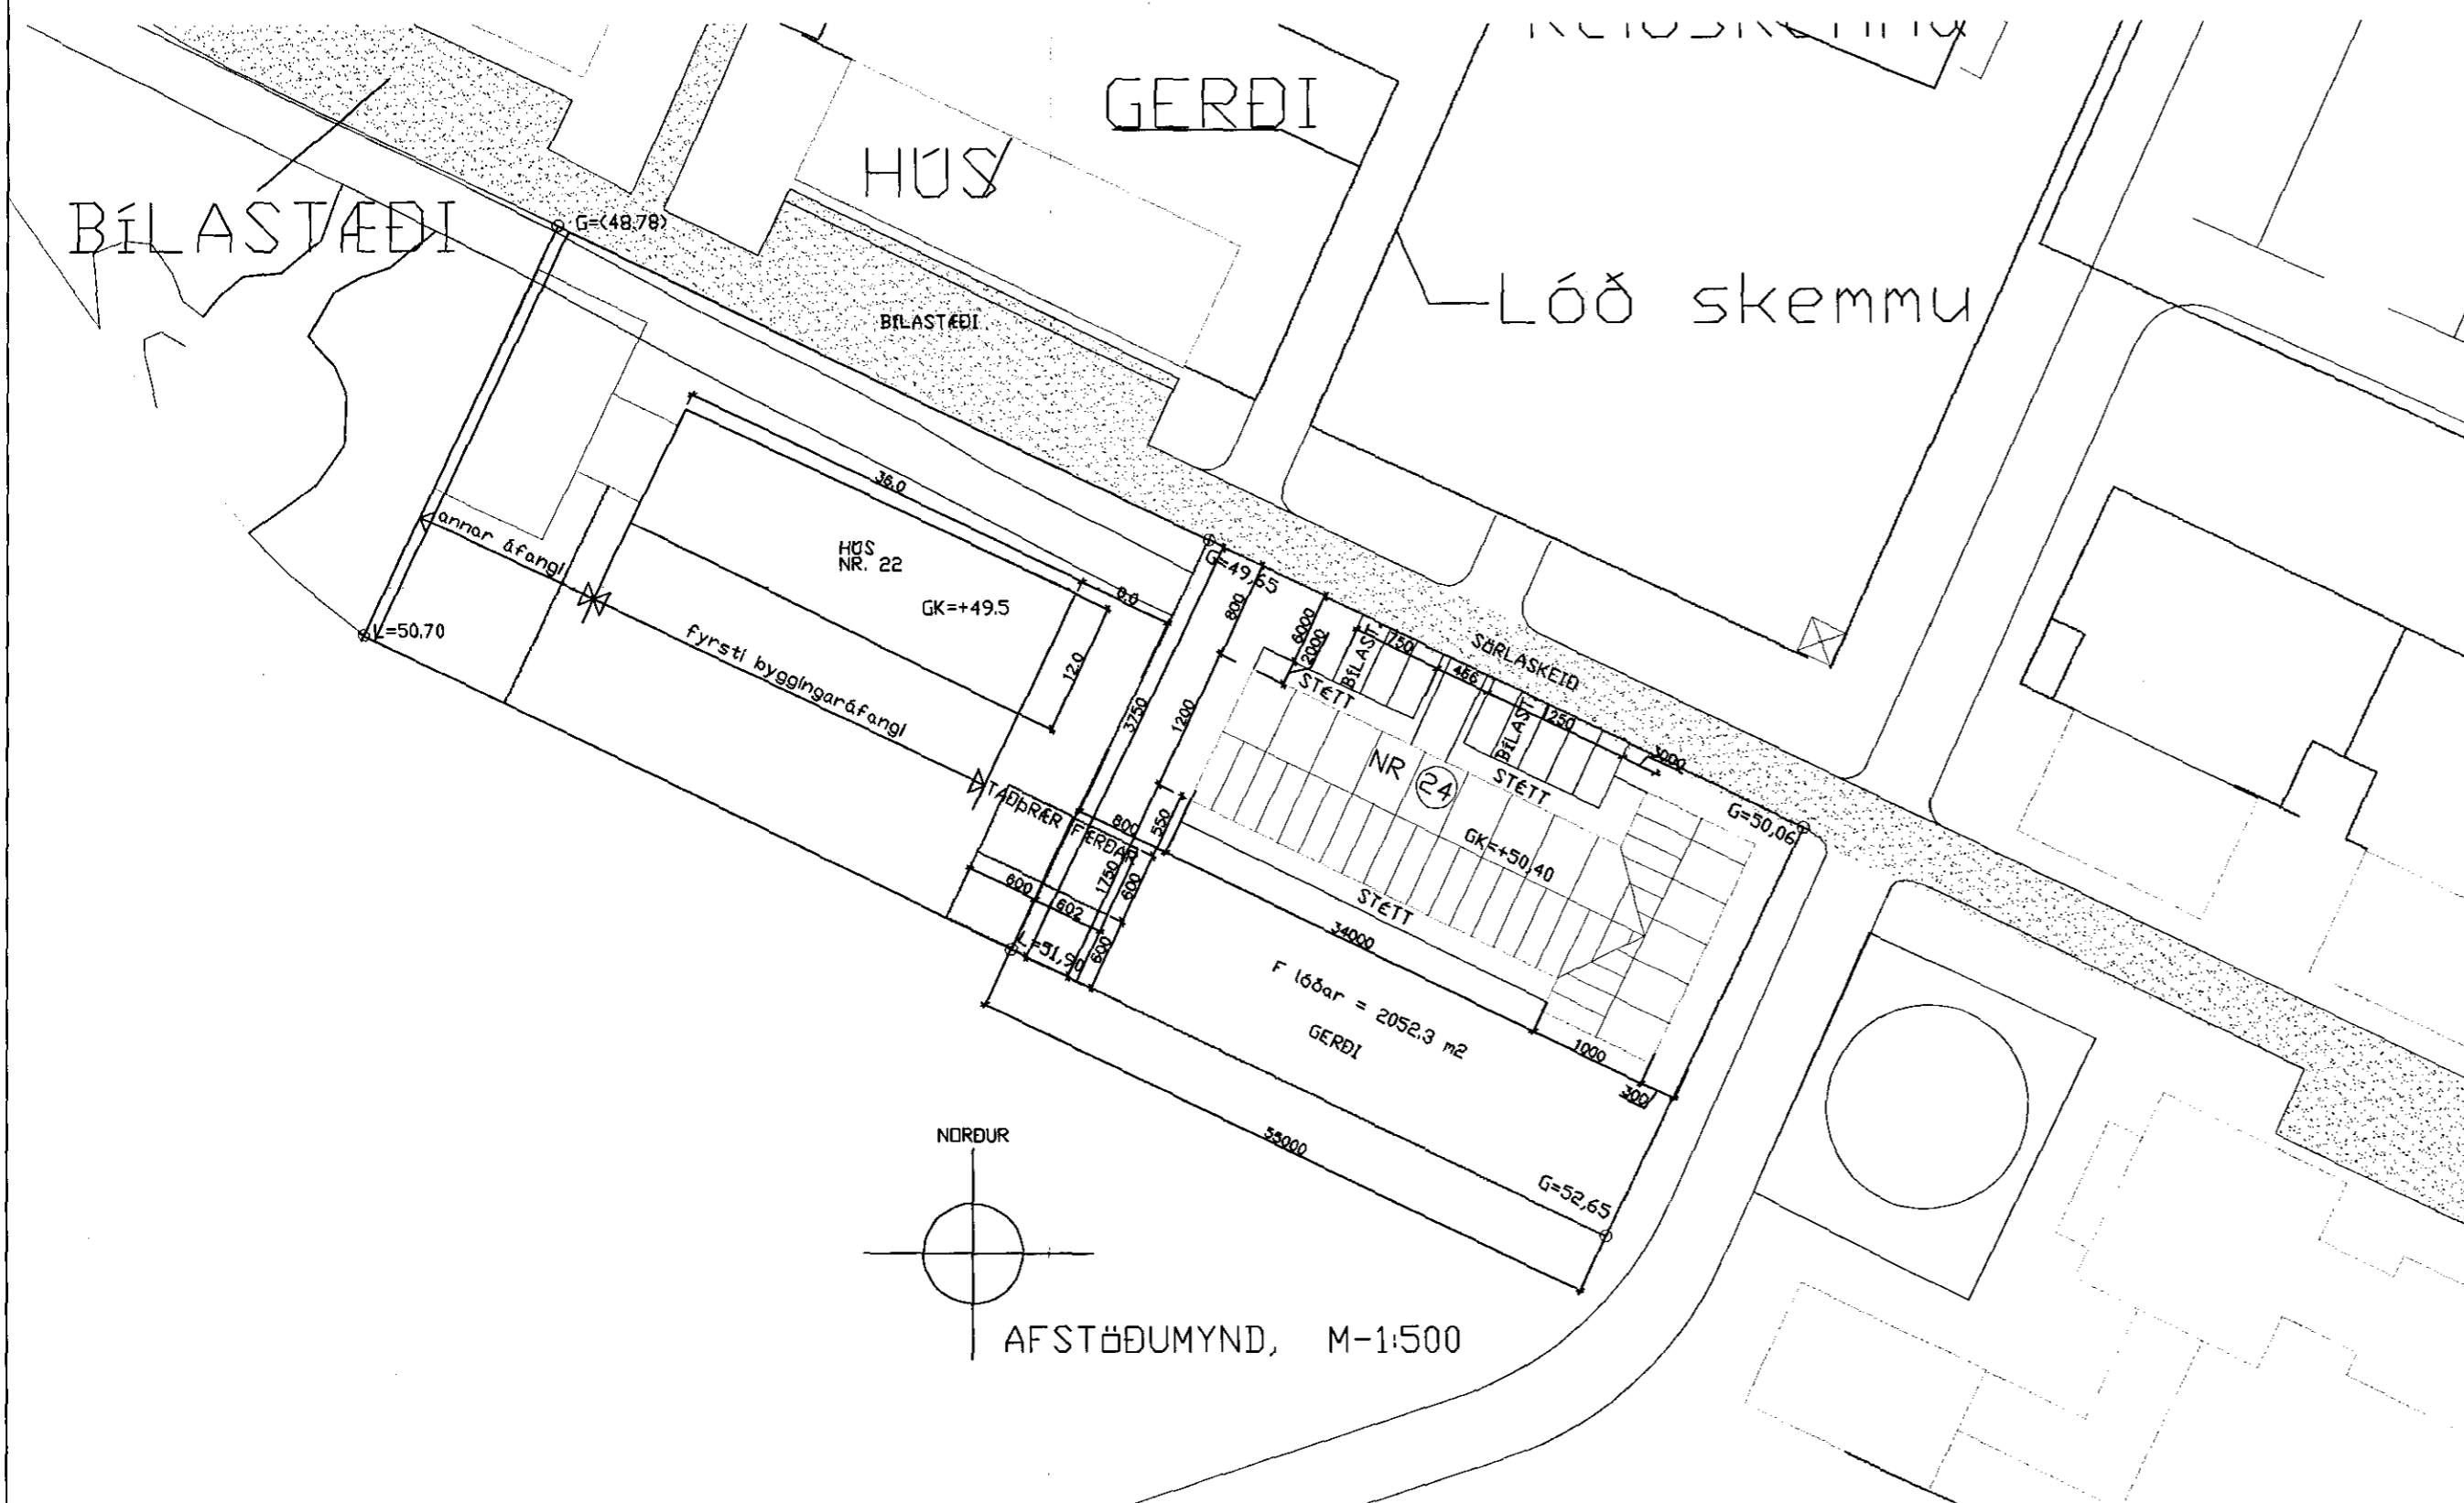 GERÐI
HÚS
BÍLASTÆÐI
G=(48.78)
Lóð skemmu
BÍLASTÆÐI
36.0
annar áfangi
HÚS
NR. 22
GK=+49.5
8.0
12.0
fyrsti byggingaráfangi
L=50.70
G=49,65
800
6000
2000
BÍLAST
1250
466
SÖRLASKEIÐ
STÉTT
BÍLAST
1250
3000
3750
1200
NR 24
STÉTT
G=50,06
TAÐÞRÆR FÆRÐAR
800
550
GK=+50,40
1750
600
600
602
600
STÉTT
34000
L=51,90
F lóðar = 2052.3 m2
GERÐI
1000
300
55000
G=52,65
NORÐUR
AFSTÖÐUMYND, M-1:500